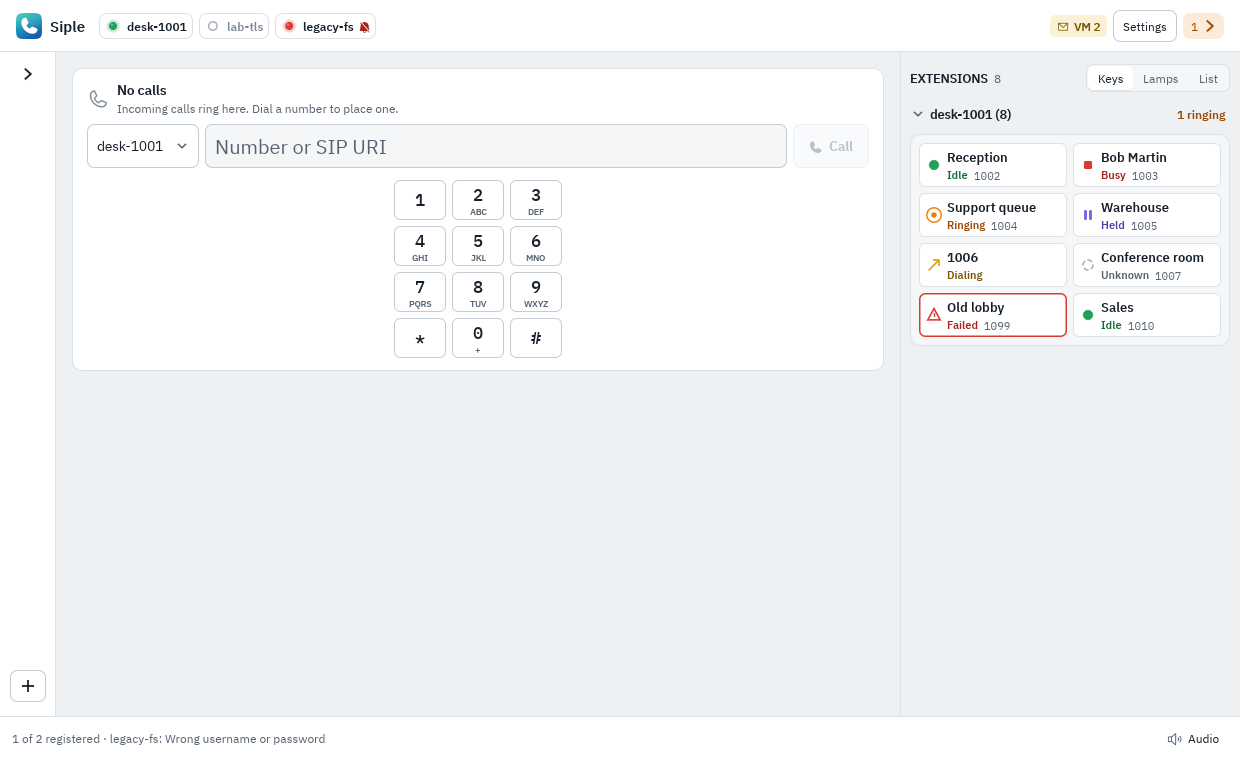 Siple
desk-1001
lab-tls
legacy-fs
VM 2
Settings
1
No calls
Incoming calls ring here. Dial a number to place one.
desk-1001
Number or SIP URI
Call
1
2
ABC
3
DEF
4
GHI
5
JKL
6
MNO
7
PQRS
8
TUV
9
WXYZ
*
0
+
#
EXTENSIONS 8
Keys
Lamps
List
desk-1001 (8)
1 ringing
Reception
Idle 1002
Bob Martin
Busy 1003
Support queue
Ringing 1004
Warehouse
Held 1005
1006
Dialing
Conference room
Unknown 1007
Old lobby
Failed 1099
Sales
Idle 1010
1 of 2 registered · legacy-fs: Wrong username or password
Audio